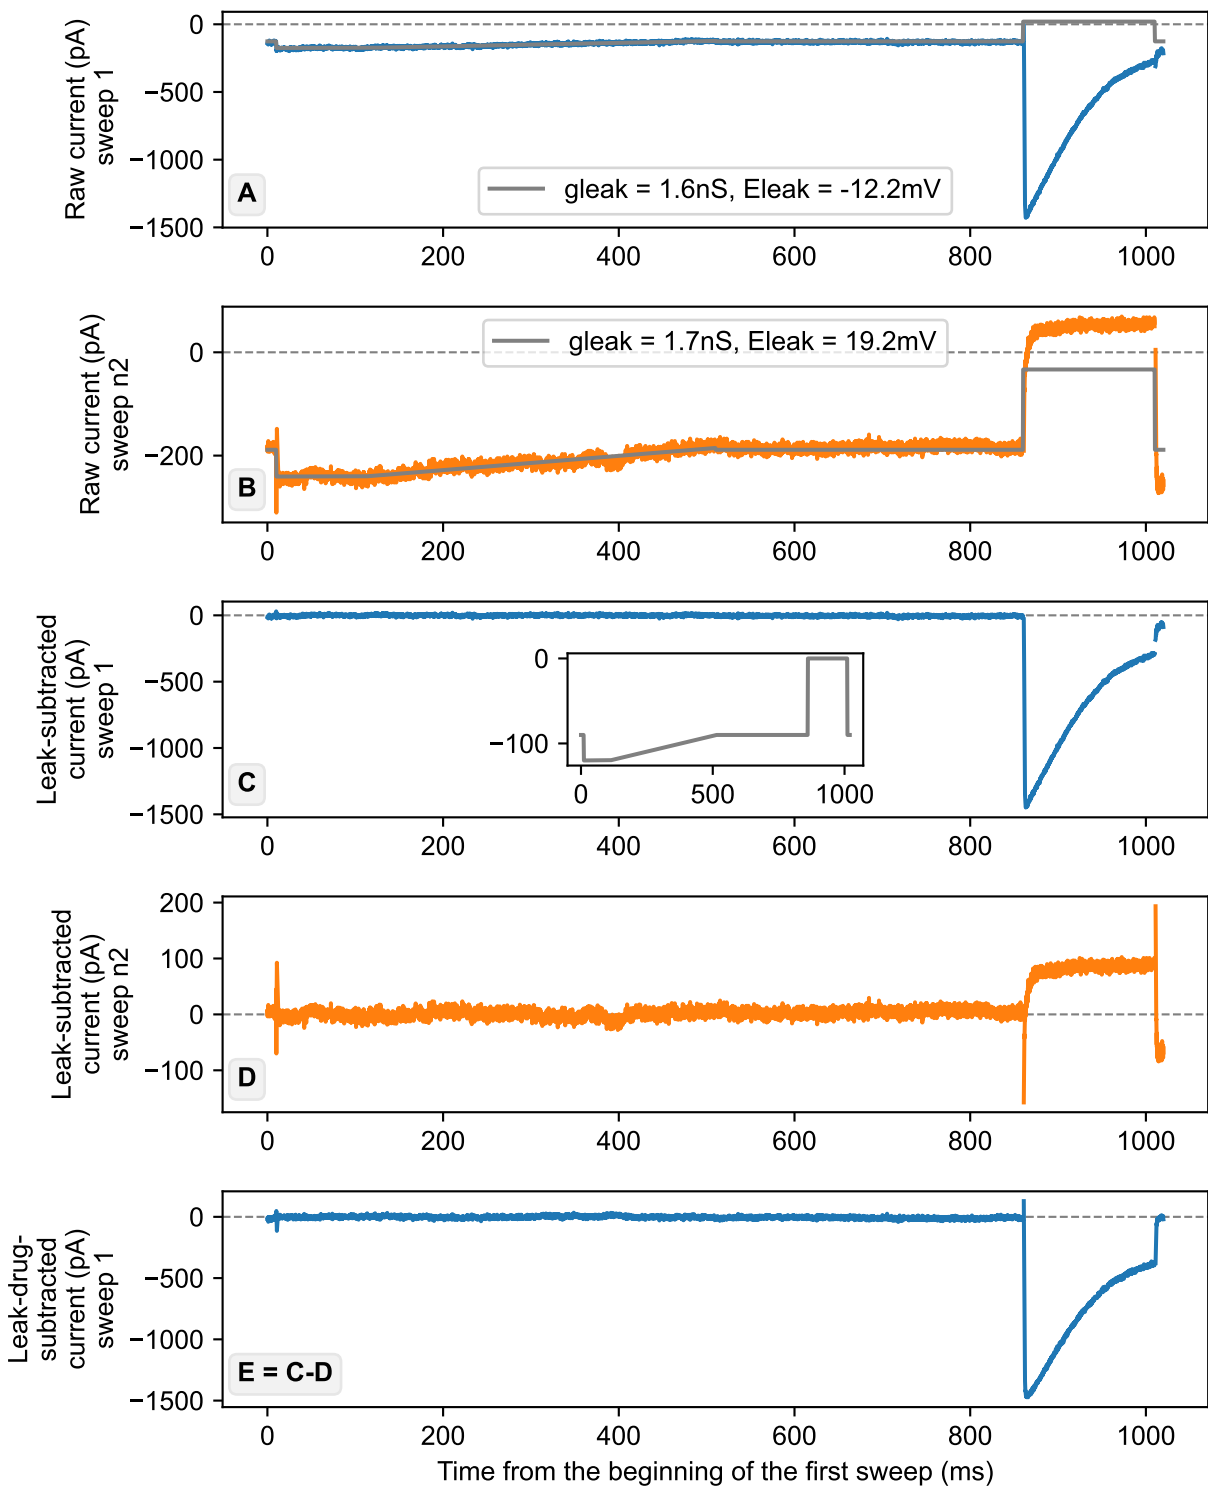 Raw current (pA)
sweep 1
0
−500
−1000
−1500
A
gleak = 1.6nS, Eleak = -12.2mV
0
200
400
600
800
1000
Raw current (pA)
sweep n2
0
−200
B
gleak = 1.7nS, Eleak = 19.2mV
0
200
400
600
800
1000
Leak-subtracted
current (pA)
sweep 1
0
−500
−1000
−1500
C
0
−100
0
500
1000
0
200
400
600
800
1000
Leak-subtracted
current (pA)
sweep n2
200
100
0
−100
D
0
200
400
600
800
1000
Leak-drug-
subtracted
current (pA)
sweep 1
0
−500
−1000
−1500
E = C-D
0
200
400
600
800
1000
Time from the beginning of the first sweep (ms)